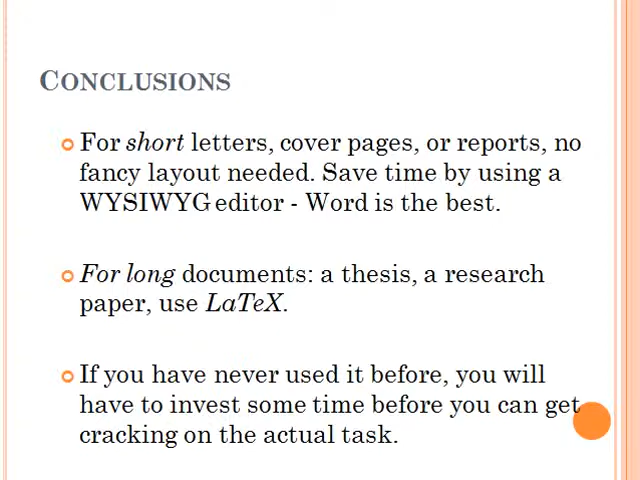 CONCLUSIONS
For short letters, cover pages, or reports, no
fancy layout needed. Save time by using a
WYSIWYG editor - Word is the best.
For long documents: a thesis, a research
paper, use LaTeX.
If you have never used it before, you will
have to invest some time before you can get
cracking on the actual task.